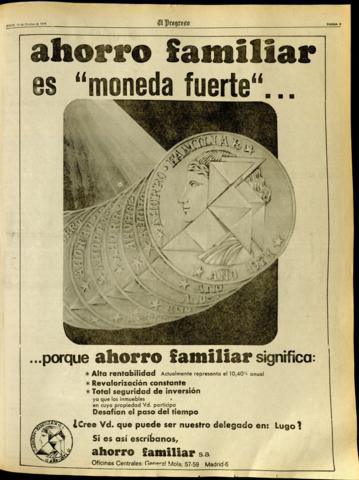 El Progreso
ahorro familiar
es "moneda fuerte"...
AHORRO FAMILIAR
AÑO
...porque ahorro familiar significa:
* Alta rentabilidad Actualmente representa el 10,40% anual
* Revalorización constante
* Total seguridad de inversión
ya que los inmuebles
en cuya propiedad Vd. participa
Desafían el paso del tiempo
¿Cree Vd. que puede ser nuestro delegado en: Lugo?
Si es así escríbanos,
ahorro familiar s.a.
Oficinas Centrales: General Mola, 57-59 Madrid-6